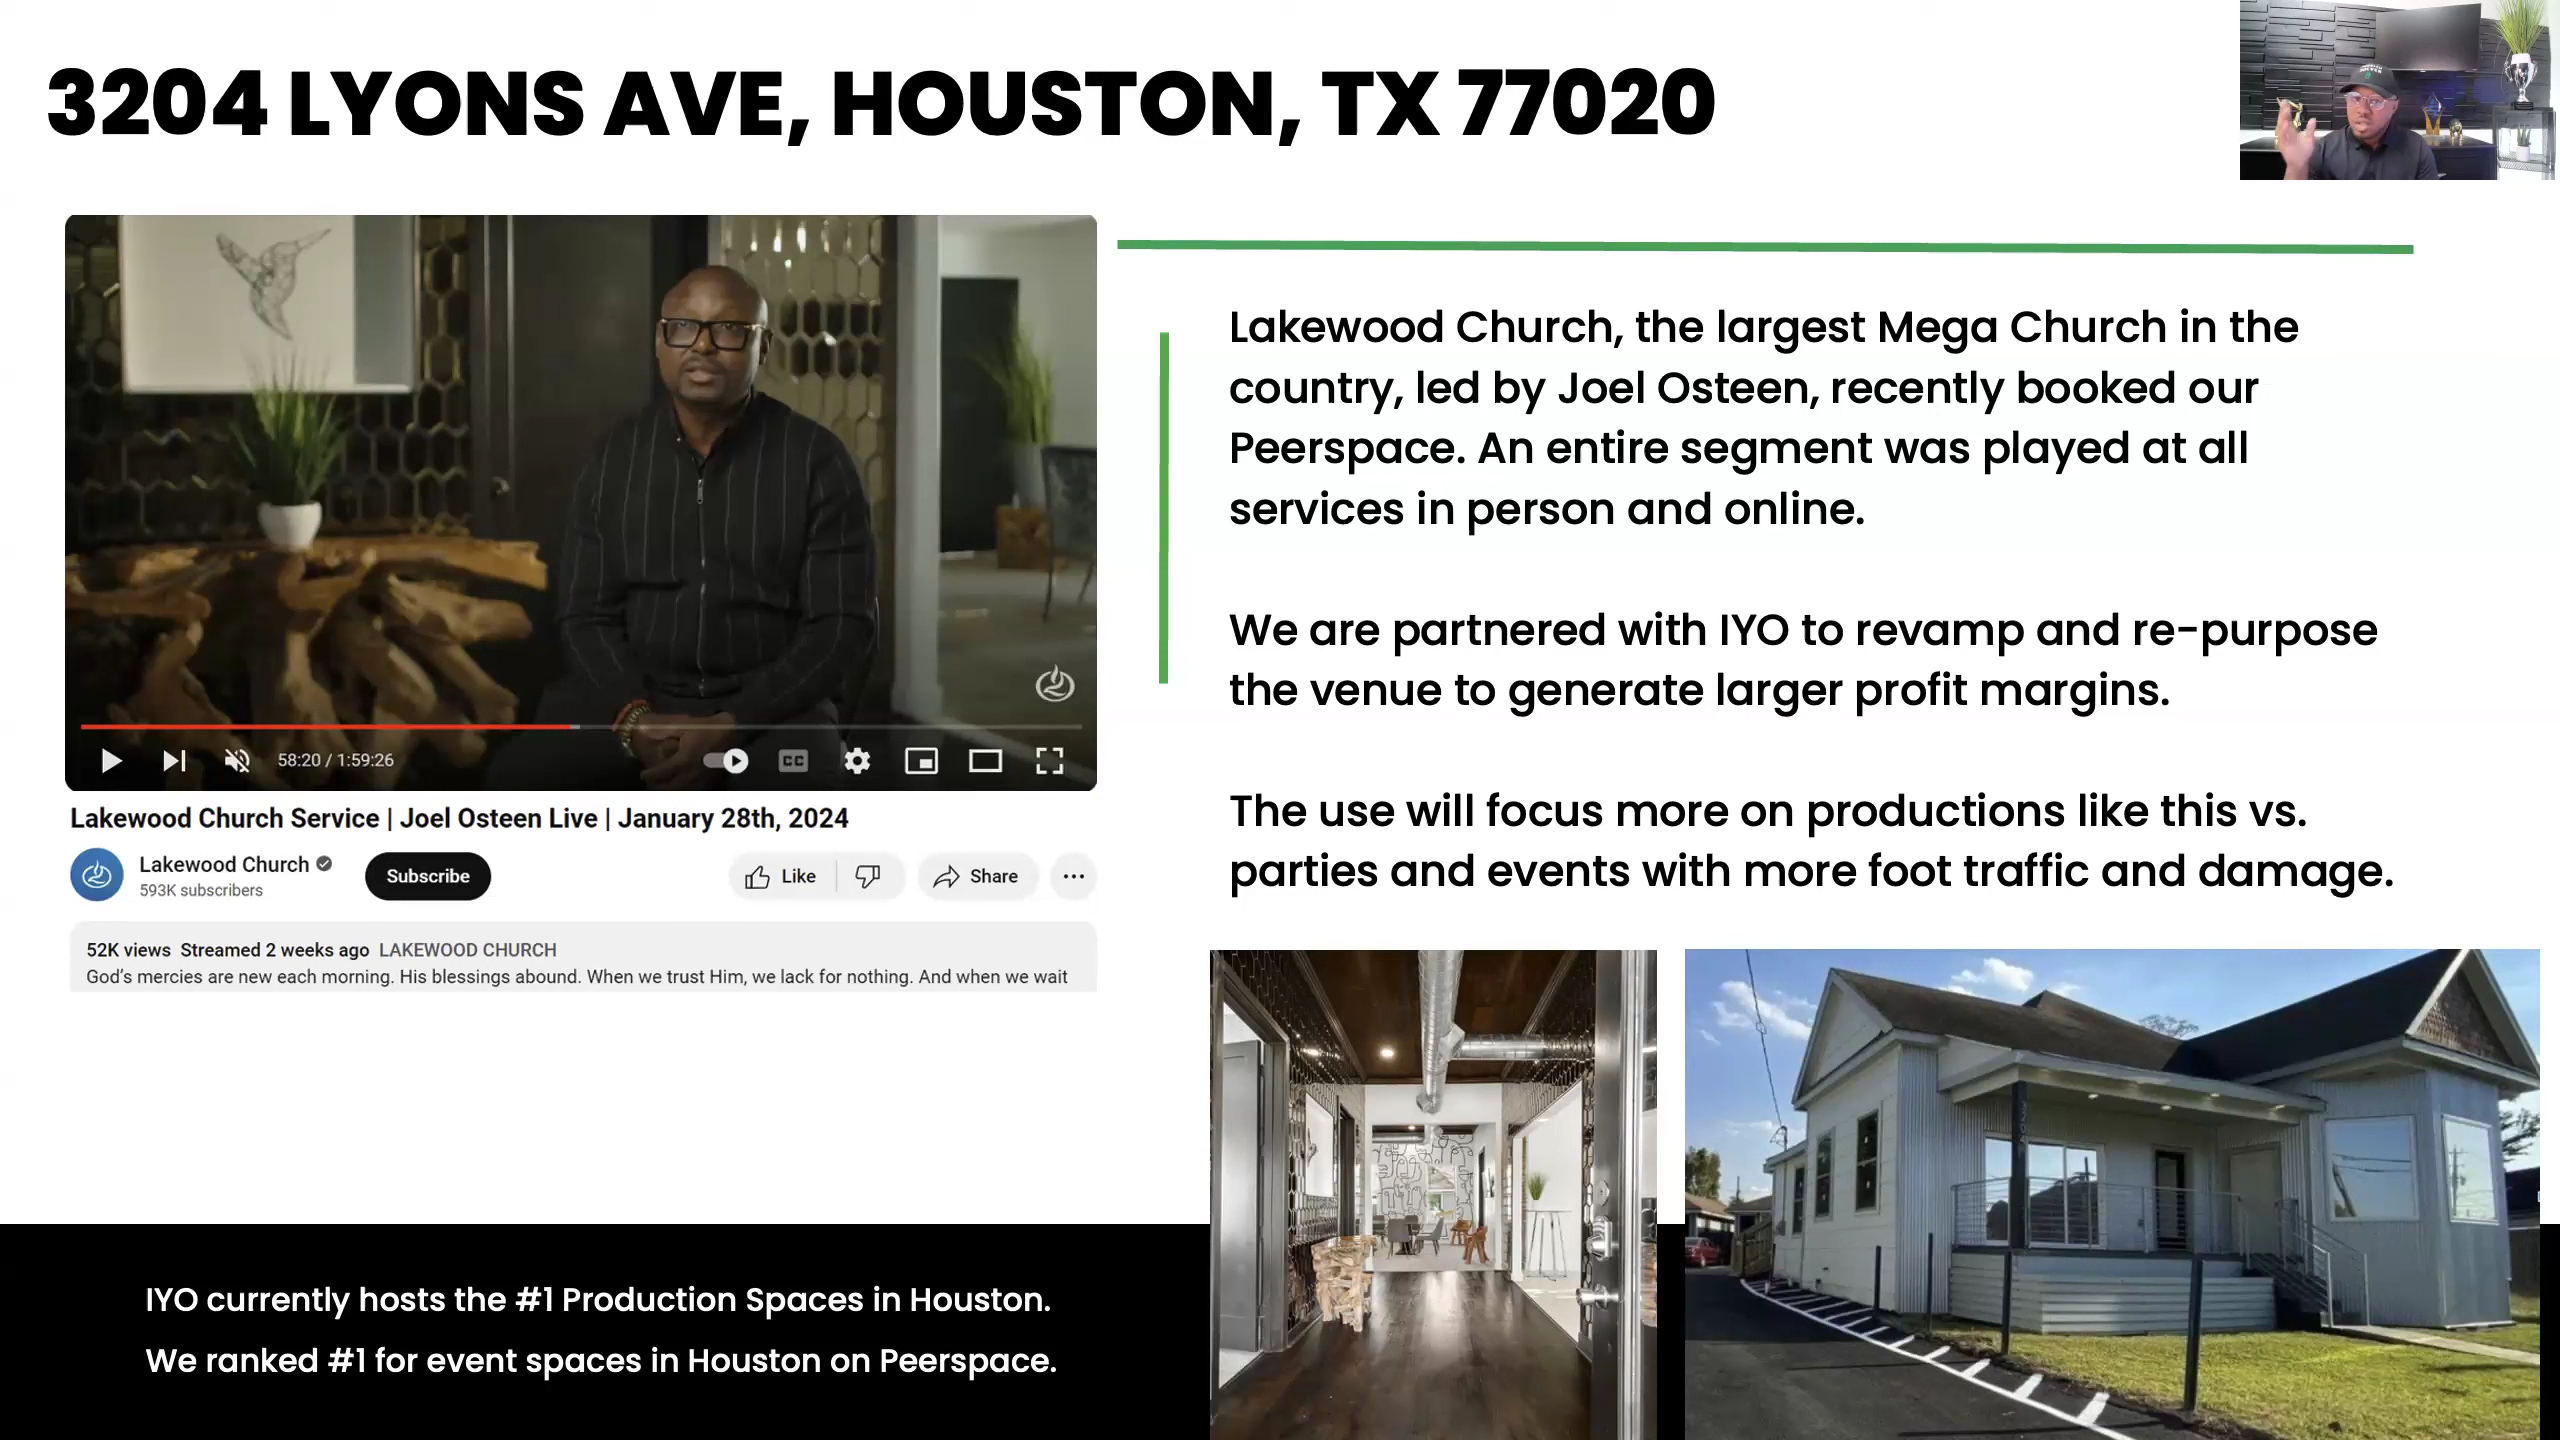 3204 LYONS AVE, HOUSTON, TX 77020
58:20 / 1:59:26
CC
Lakewood Church Service | Joel Osteen Live | January 28th, 2024
Lakewood Church
593K subscribers
Subscribe
Like
Share
52K views Streamed 2 weeks ago LAKEWOOD CHURCH
God's mercies are new each morning. His blessings abound. When we trust Him, we lack for nothing. And when we wait
Lakewood Church, the largest Mega Church in the
country, led by Joel Osteen, recently booked our
Peerspace. An entire segment was played at all
services in person and online.
We are partnered with IYO to revamp and re-purpose
the venue to generate larger profit margins.
The use will focus more on productions like this vs.
parties and events with more foot traffic and damage.
IYO currently hosts the #1 Production Spaces in Houston.
We ranked #1 for event spaces in Houston on Peerspace.